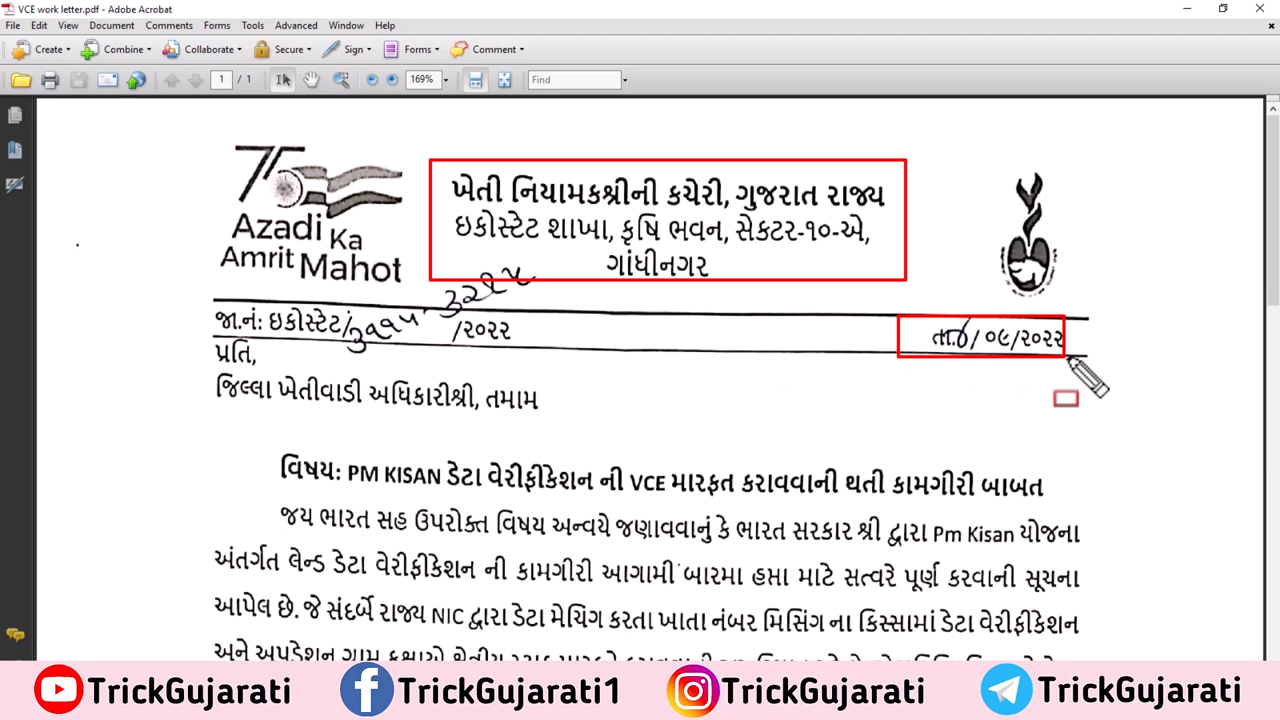 VCE work letter.pdf - Adobe Acrobat
File Edit View Document Comments Forms Tools Advanced Window Help
Create Combine Collaborate Secure Sign Forms Comment
1 / 1 169% Find
75
Azadi Ka
Amrit Mahot
ખેતી નિયામકશ્રીની કચેરી, ગુજરાત રાજ્ય
ઇકોસ્ટેટ શાખા, કૃષિ ભવન, સેકટર-૧૦-એ,
ગાંધીનગર
જા.નં: ઇકોસ્ટેટ/ /૨૦૨૨
તા. /૦૯/૨૦૨૨
પ્રતિ,
જિલ્લા ખેતીવાડી અધિકારીશ્રી, તમામ
વિષય: PM KISAN ડેટા વેરીફીકેશન ની VCE મારફત કરાવવાની થતી કામગીરી બાબત
જય ભારત સહ ઉપરોક્ત વિષય અન્વયે જણાવવાનું કે ભારત સરકાર શ્રી દ્વારા Pm Kisan યોજના
અંતર્ગત લેન્ડ ડેટા વેરીફીકેશન ની કામગીરી આગામી બારમા હપ્તા માટે સત્વરે પૂર્ણ કરવાની સૂચના
આપેલ છે. જે સંદર્ભે રાજ્ય NIC દ્વારા ડેટા મેચિગ કરતા ખાતા નંબર મિસિંગ ના કિસ્સામાં ડેટા વેરીફીકેશન
TrickGujarati TrickGujarati1 TrickGujarati TrickGujarati